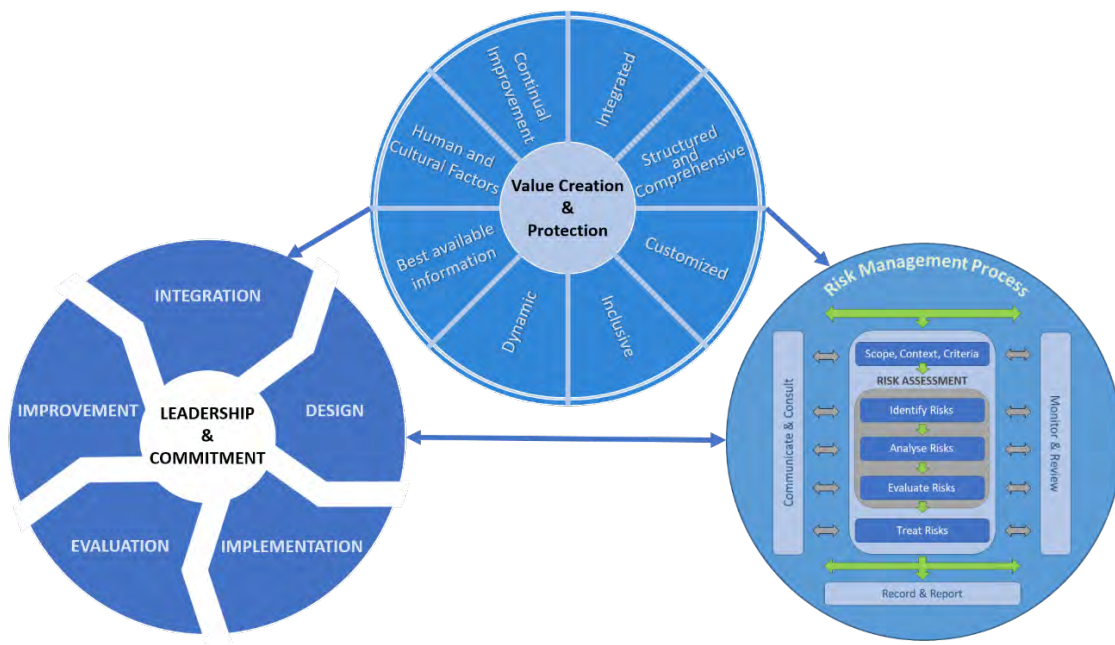 Continual
Improvement
Integrated
Human and
Cultural Factors
Structured
and
Comprehensive
Value Creation
&
Protection
Best available
information
Customized
Dynamic
Inclusive
INTEGRATION
IMPROVEMENT
LEADERSHIP
&
COMMITMENT
DESIGN
EVALUATION
IMPLEMENTATION
Risk Management Process
Communicate & Consult
Scope, Context, Criteria
RISK ASSESSMENT
Identify Risks
Analyse Risks
Evaluate Risks
Treat Risks
Monitor & Review
Record & Report